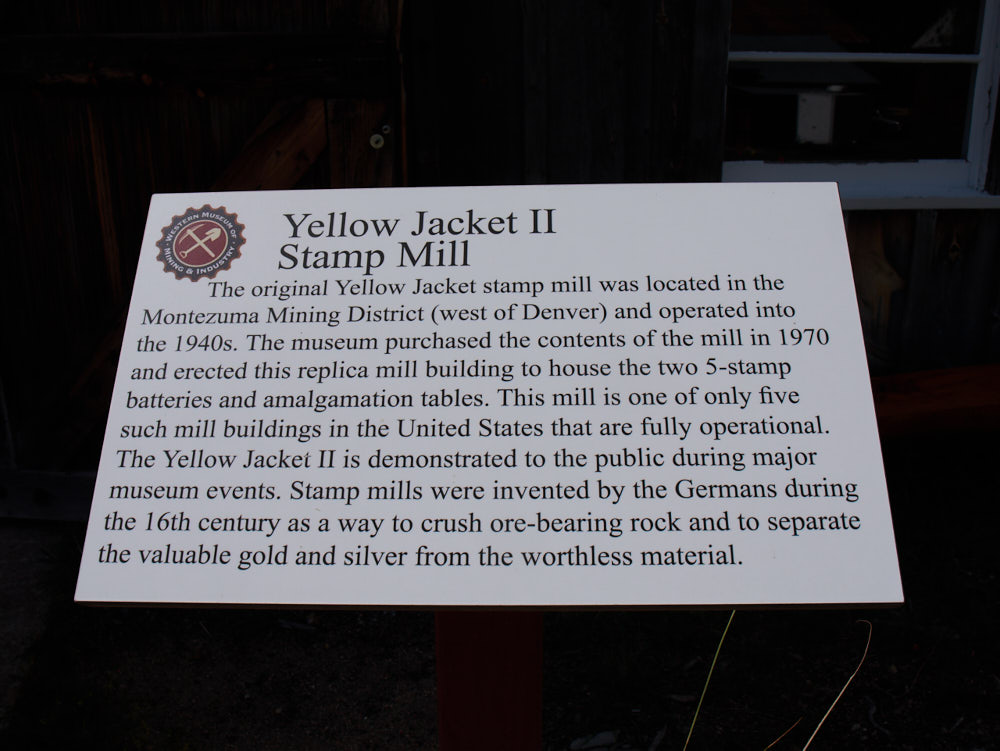 WESTERN MUSEUM OF
MINING & INDUSTRY
Yellow Jacket II
Stamp Mill
The original Yellow Jacket stamp mill was located in the
Montezuma Mining District (west of Denver) and operated into
the 1940s. The museum purchased the contents of the mill in 1970
and erected this replica mill building to house the two 5-stamp
batteries and amalgamation tables. This mill is one of only five
such mill buildings in the United States that are fully operational.
The Yellow Jacket II is demonstrated to the public during major
museum events. Stamp mills were invented by the Germans during
the 16th century as a way to crush ore-bearing rock and to separate
the valuable gold and silver from the worthless material.